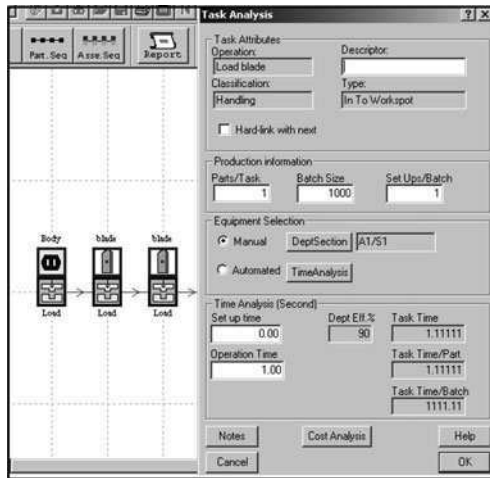 Part. Seq
Asse.Seq
Report
Body
blade
blade
Load
Load
Load
Task Analysis
Task Attributes
Operation:
Descriptor:
Load blade
Classification:
Type:
Handling
In To Workspot
Hard-link with next
Production information
Parts/Task
Batch Size
Set Ups/Batch
1
1000
1
Equipment Selection
Manual
DeptSection
A1/S1
Automated
TimeAnalysis
Time Analysis (Second)
Set up time
Dept Eff.%
Task Time
0.00
90
1.11111
Operation Time
Task Time/Part
1.00
1.11111
Task Time/Batch
1111.11
Notes
Cost Analysis
Help
Cancel
OK